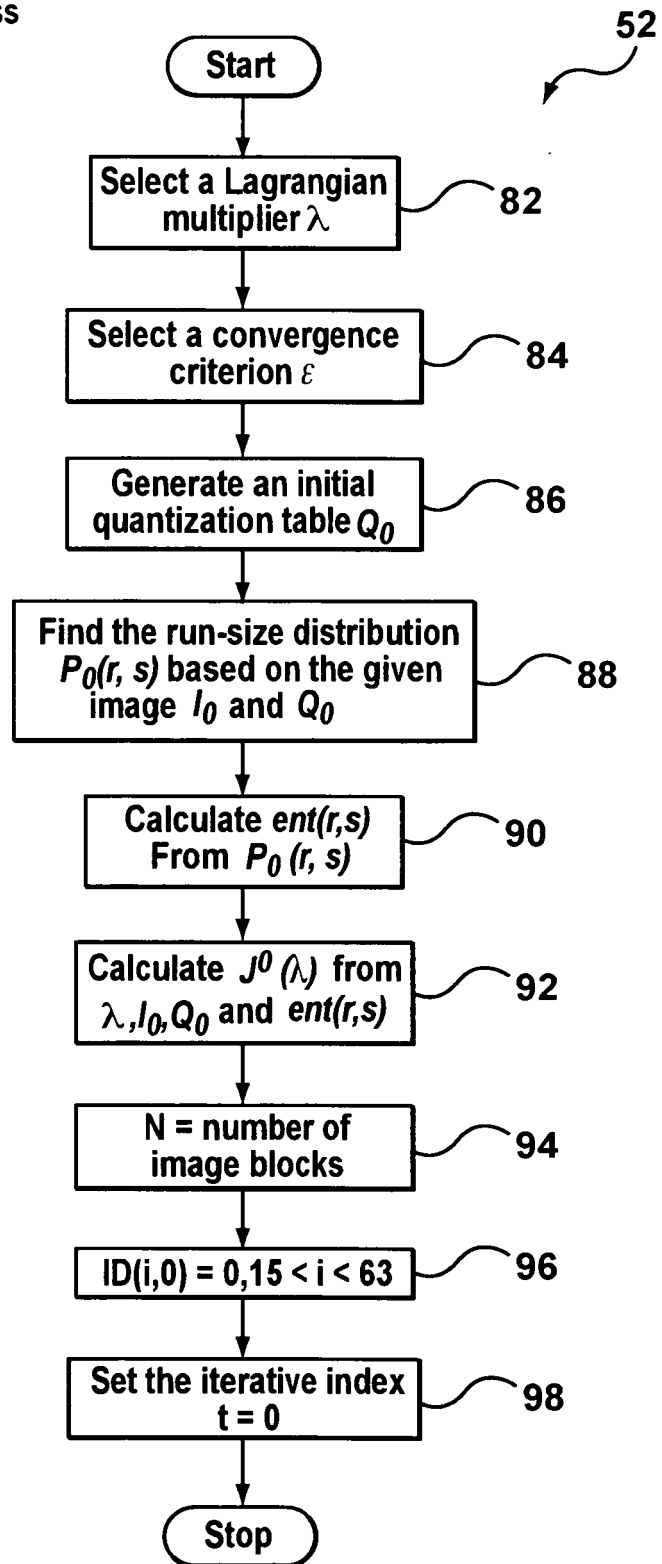 ss
52
Start
Select a Lagrangian
multiplier λ
82
Select a convergence
criterion ε
84
Generate an initial
quantization table Q₀
86
Find the run-size distribution
P₀(r, s) based on the given
image I₀ and Q₀
88
Calculate ent(r,s)
From P₀ (r, s)
90
Calculate J⁰ (λ) from
λ,I₀,Q₀ and ent(r,s)
92
N = number of
image blocks
94
ID(i,0) = 0,15 < i < 63
96
Set the iterative index
t = 0
98
Stop